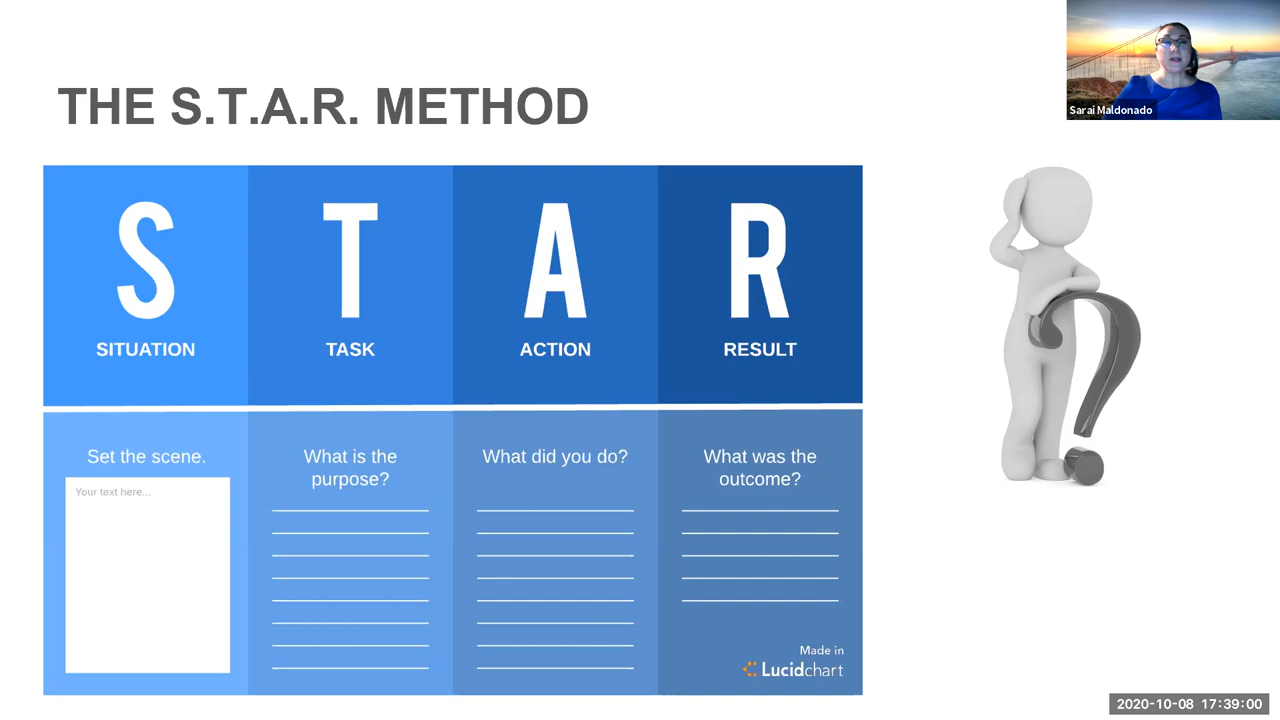 THE S.T.A.R. METHOD
Sarai Maldonado
S
T
A
R
SITUATION
TASK
ACTION
RESULT
Set the scene.
Your text here...
What is the
purpose?
What did you do?
What was the
outcome?
Made in
Lucidchart
2020-10-08 17:39:00